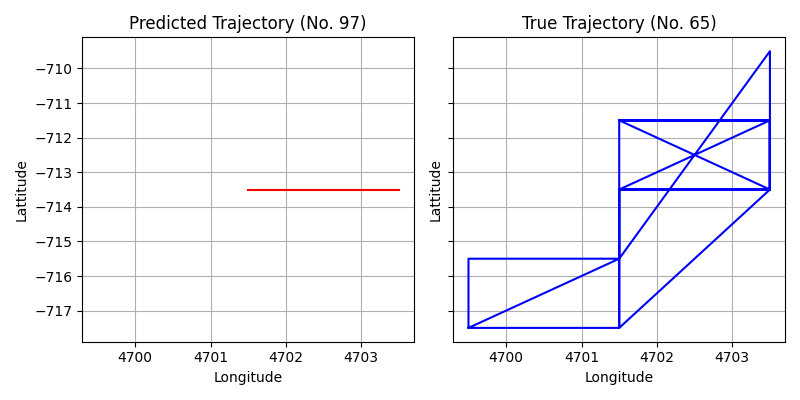 Predicted Trajectory (No. 97)
True Trajectory (No. 65)
−710
−711
−712
−713
−714
−715
−716
−717
Lattitude
Lattitude
4700
4701
4702
4703
4700
4701
4702
4703
Longitude
Longitude